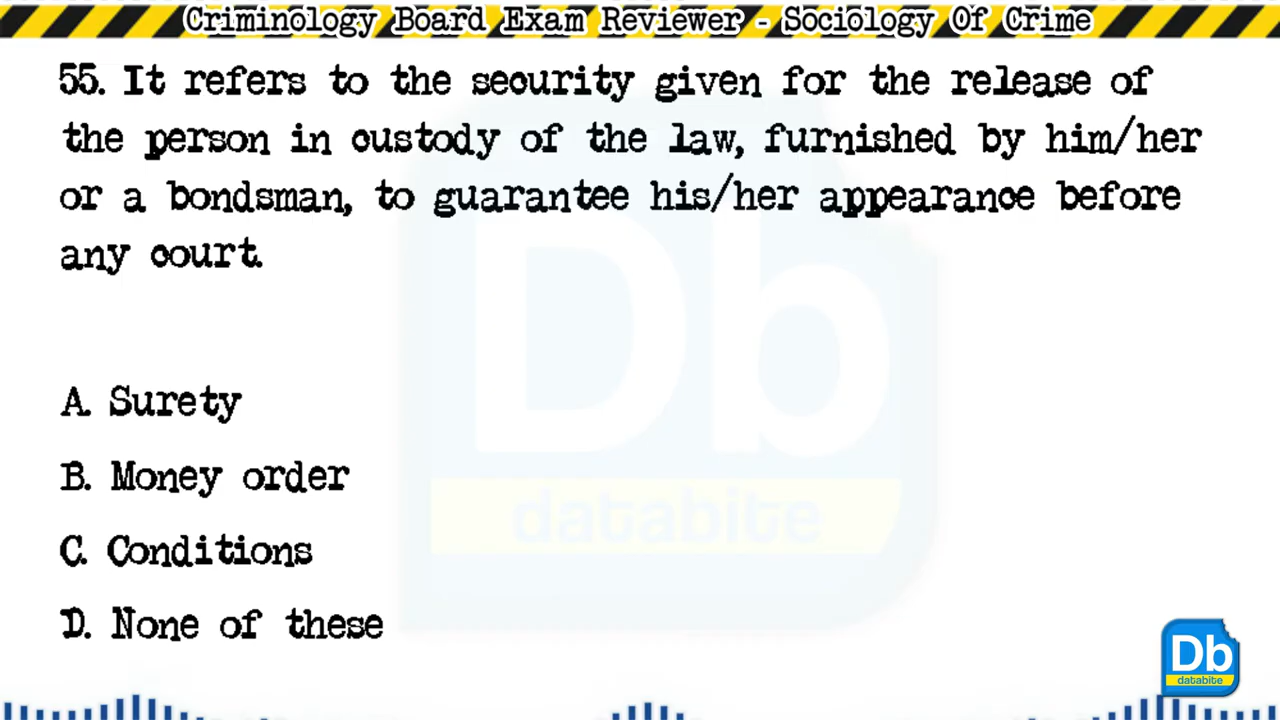 Criminology Board Exam Reviewer - Sociology Of Crime
55. It refers to the security given for the release of
the person in custody of the law, furnished by him/her
or a bondsman, to guarantee his/her appearance before
any court.
A. Surety
B. Money order
C. Conditions
D. None of these
Db
databite
Db
databite